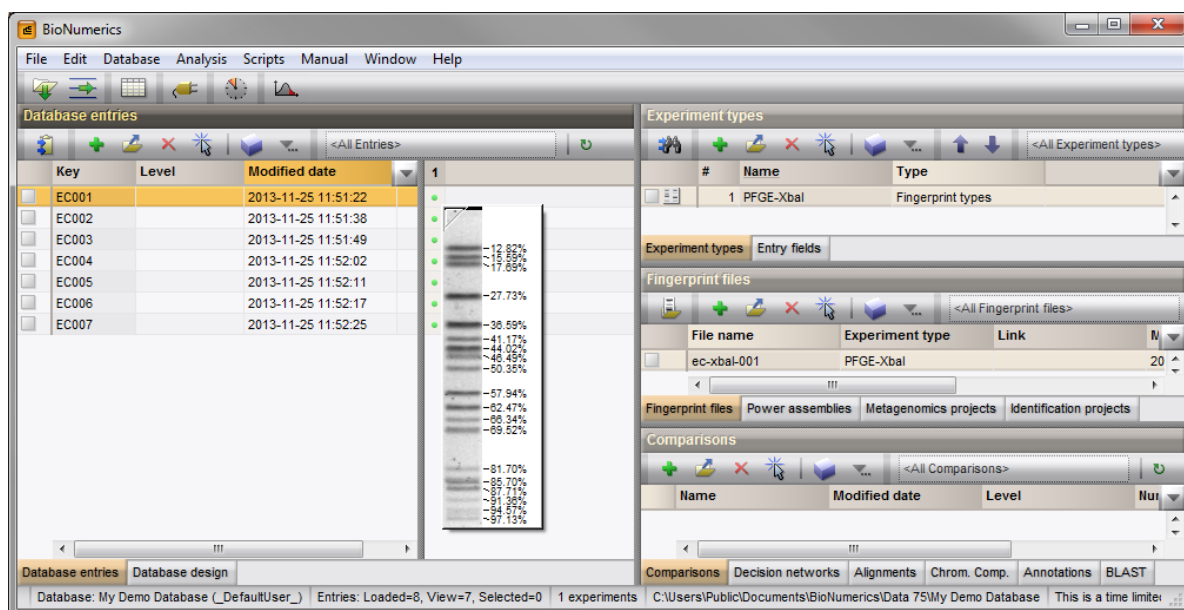 BioNumerics
File Edit Database Analysis Scripts Manual Window Help
Database entries
<All Entries>
Key Level Modified date 1
EC001 2013-11-25 11:51:22
EC002 2013-11-25 11:51:38
EC003 2013-11-25 11:51:49
EC004 2013-11-25 11:52:02
EC005 2013-11-25 11:52:11
EC006 2013-11-25 11:52:17
EC007 2013-11-25 11:52:25
12.82%
15.59%
17.69%
27.73%
36.59%
41.17%
44.02%
46.49%
50.35%
57.94%
62.47%
66.34%
69.52%
81.70%
85.70%
87.71%
91.36%
94.57%
97.13%
Database entries Database design
Experiment types
<All Experiment types>
# Name Type
1 PFGE-XbaI Fingerprint types
Experiment types Entry fields
Fingerprint files
<All Fingerprint files>
File name Experiment type Link M
ec-xbaI-001 PFGE-XbaI 20
Fingerprint files Power assemblies Metagenomics projects Identification projects
Comparisons
<All Comparisons>
Name Modified date Level Nur
Comparisons Decision networks Alignments Chrom. Comp. Annotations BLAST
Database: My Demo Database (_DefaultUser_) Entries: Loaded=8, View=7, Selected=0 1 experiments C:\Users\Public\Documents\BioNumerics\Data 75\My Demo Database This is a time limited